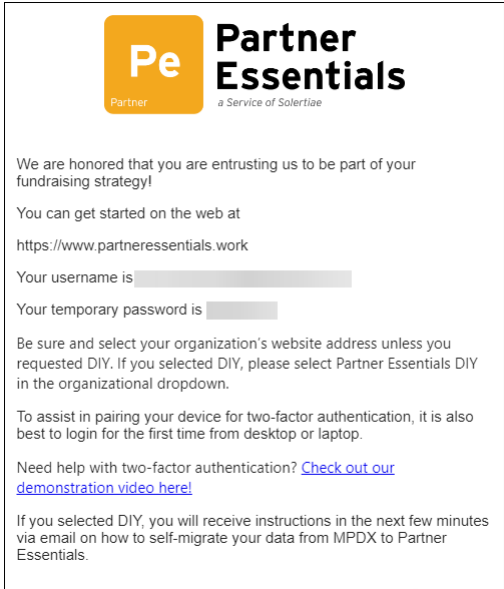 Pe
Partner
Partner
Essentials
a Service of Solertiae
We are honored that you are entrusting us to be part of your
fundraising strategy!
You can get started on the web at
https://www.partneressentials.work
Your username is
Your temporary password is
Be sure and select your organization's website address unless you
requested DIY. If you selected DIY, please select Partner Essentials DIY
in the organizational dropdown.
To assist in pairing your device for two-factor authentication, it is also
best to login for the first time from desktop or laptop.
Need help with two-factor authentication? Check out our
demonstration video here!
If you selected DIY, you will receive instructions in the next few minutes
via email on how to self-migrate your data from MPDX to Partner
Essentials.